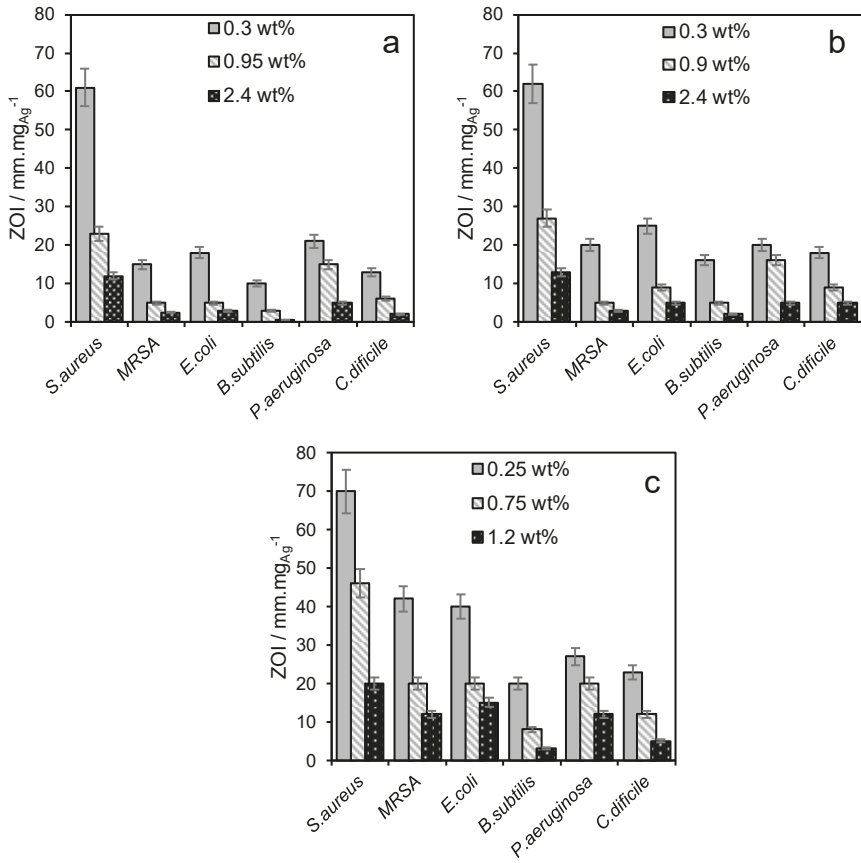 a
0.3 wt%
0.95 wt%
2.4 wt%
ZOI / mm.mgAg-1
80
70
60
50
40
30
20
10
0
S.aureus
MRSA
E.coli
B.subtilis
P.aeruginosa
C.dificile
b
0.3 wt%
0.9 wt%
2.4 wt%
ZOI / mm.mgAg-1
80
70
60
50
40
30
20
10
0
S.aureus
MRSA
E.coli
B.subtilis
P.aeruginosa
C.dificile
c
0.25 wt%
0.75 wt%
1.2 wt%
ZOI / mm.mgAg-1
80
70
60
50
40
30
20
10
0
S.aureus
MRSA
E.coli
B.subtilis
P.aeruginosa
C.dificile